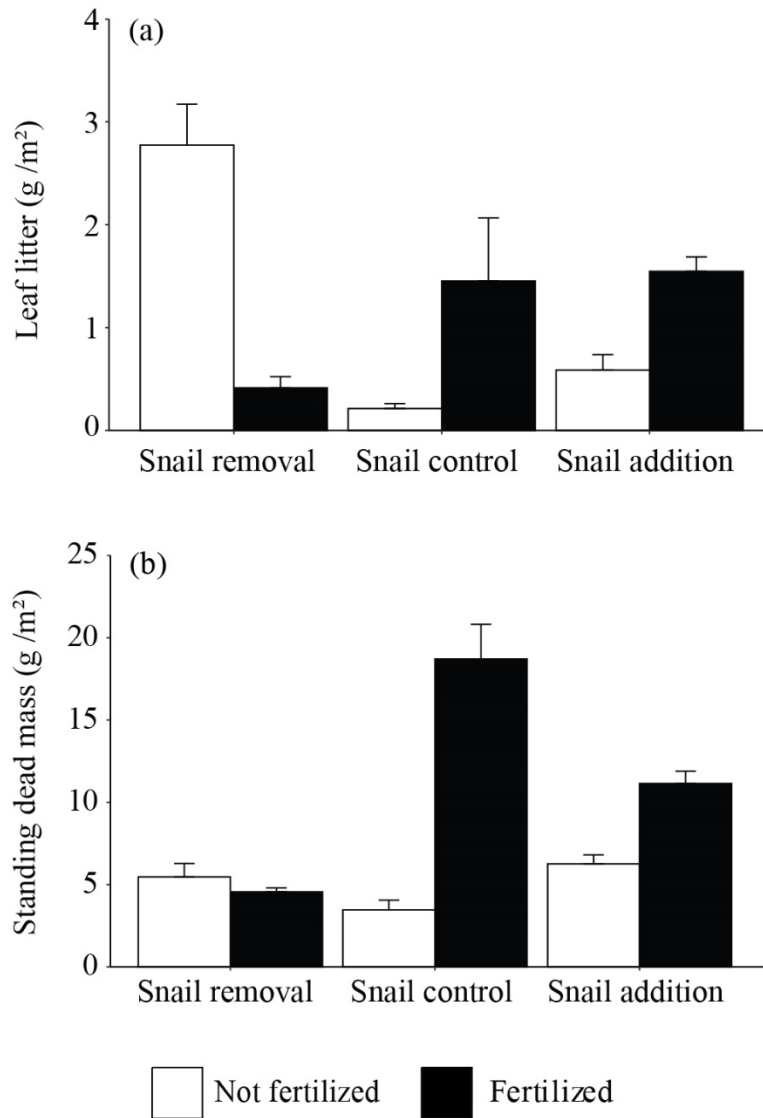 (a)
Leaf litter (g /m²)
4
3
2
1
0
Snail removal Snail control Snail addition
(b)
Standing dead mass (g /m²)
25
20
15
10
5
0
Snail removal Snail control Snail addition
Not fertilized Fertilized